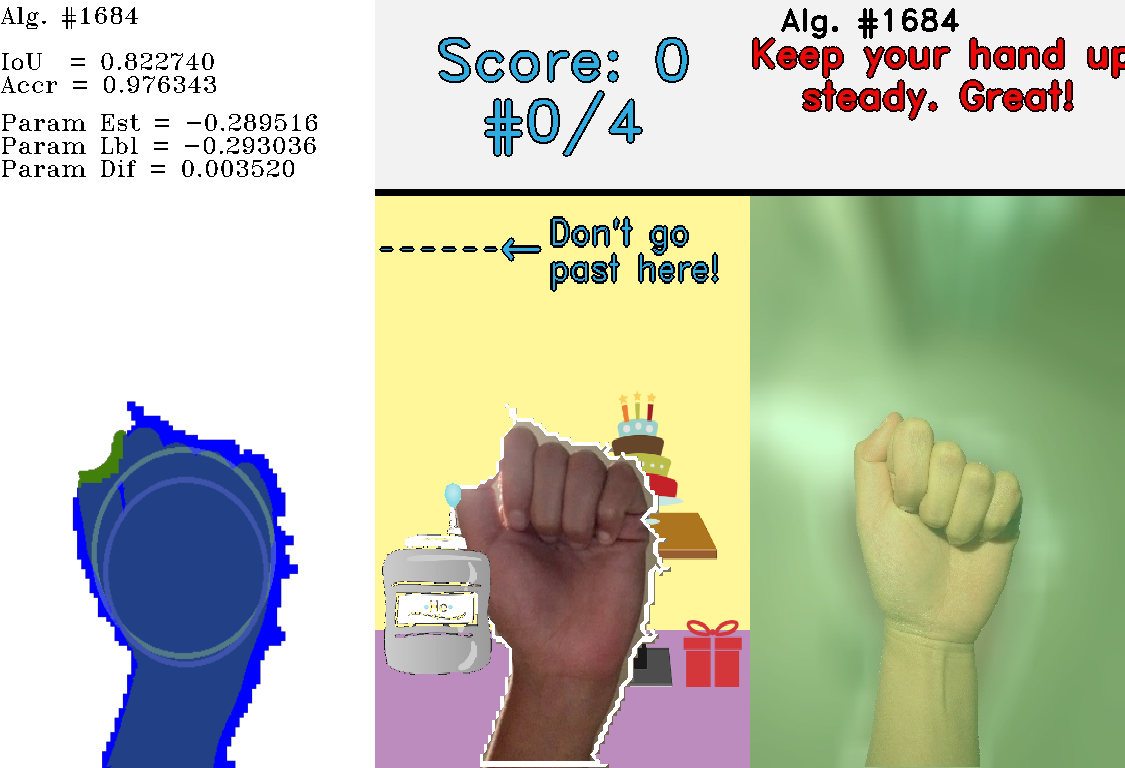 Alg. #1684
IoU = 0.822740
Accr = 0.976343
Param Est = -0.289516
Param Lbl = -0.293036
Param Dif = 0.003520
Score: 0
#0/4
Alg. #1684
Keep your hand up
steady. Great!
Don't go
past here!